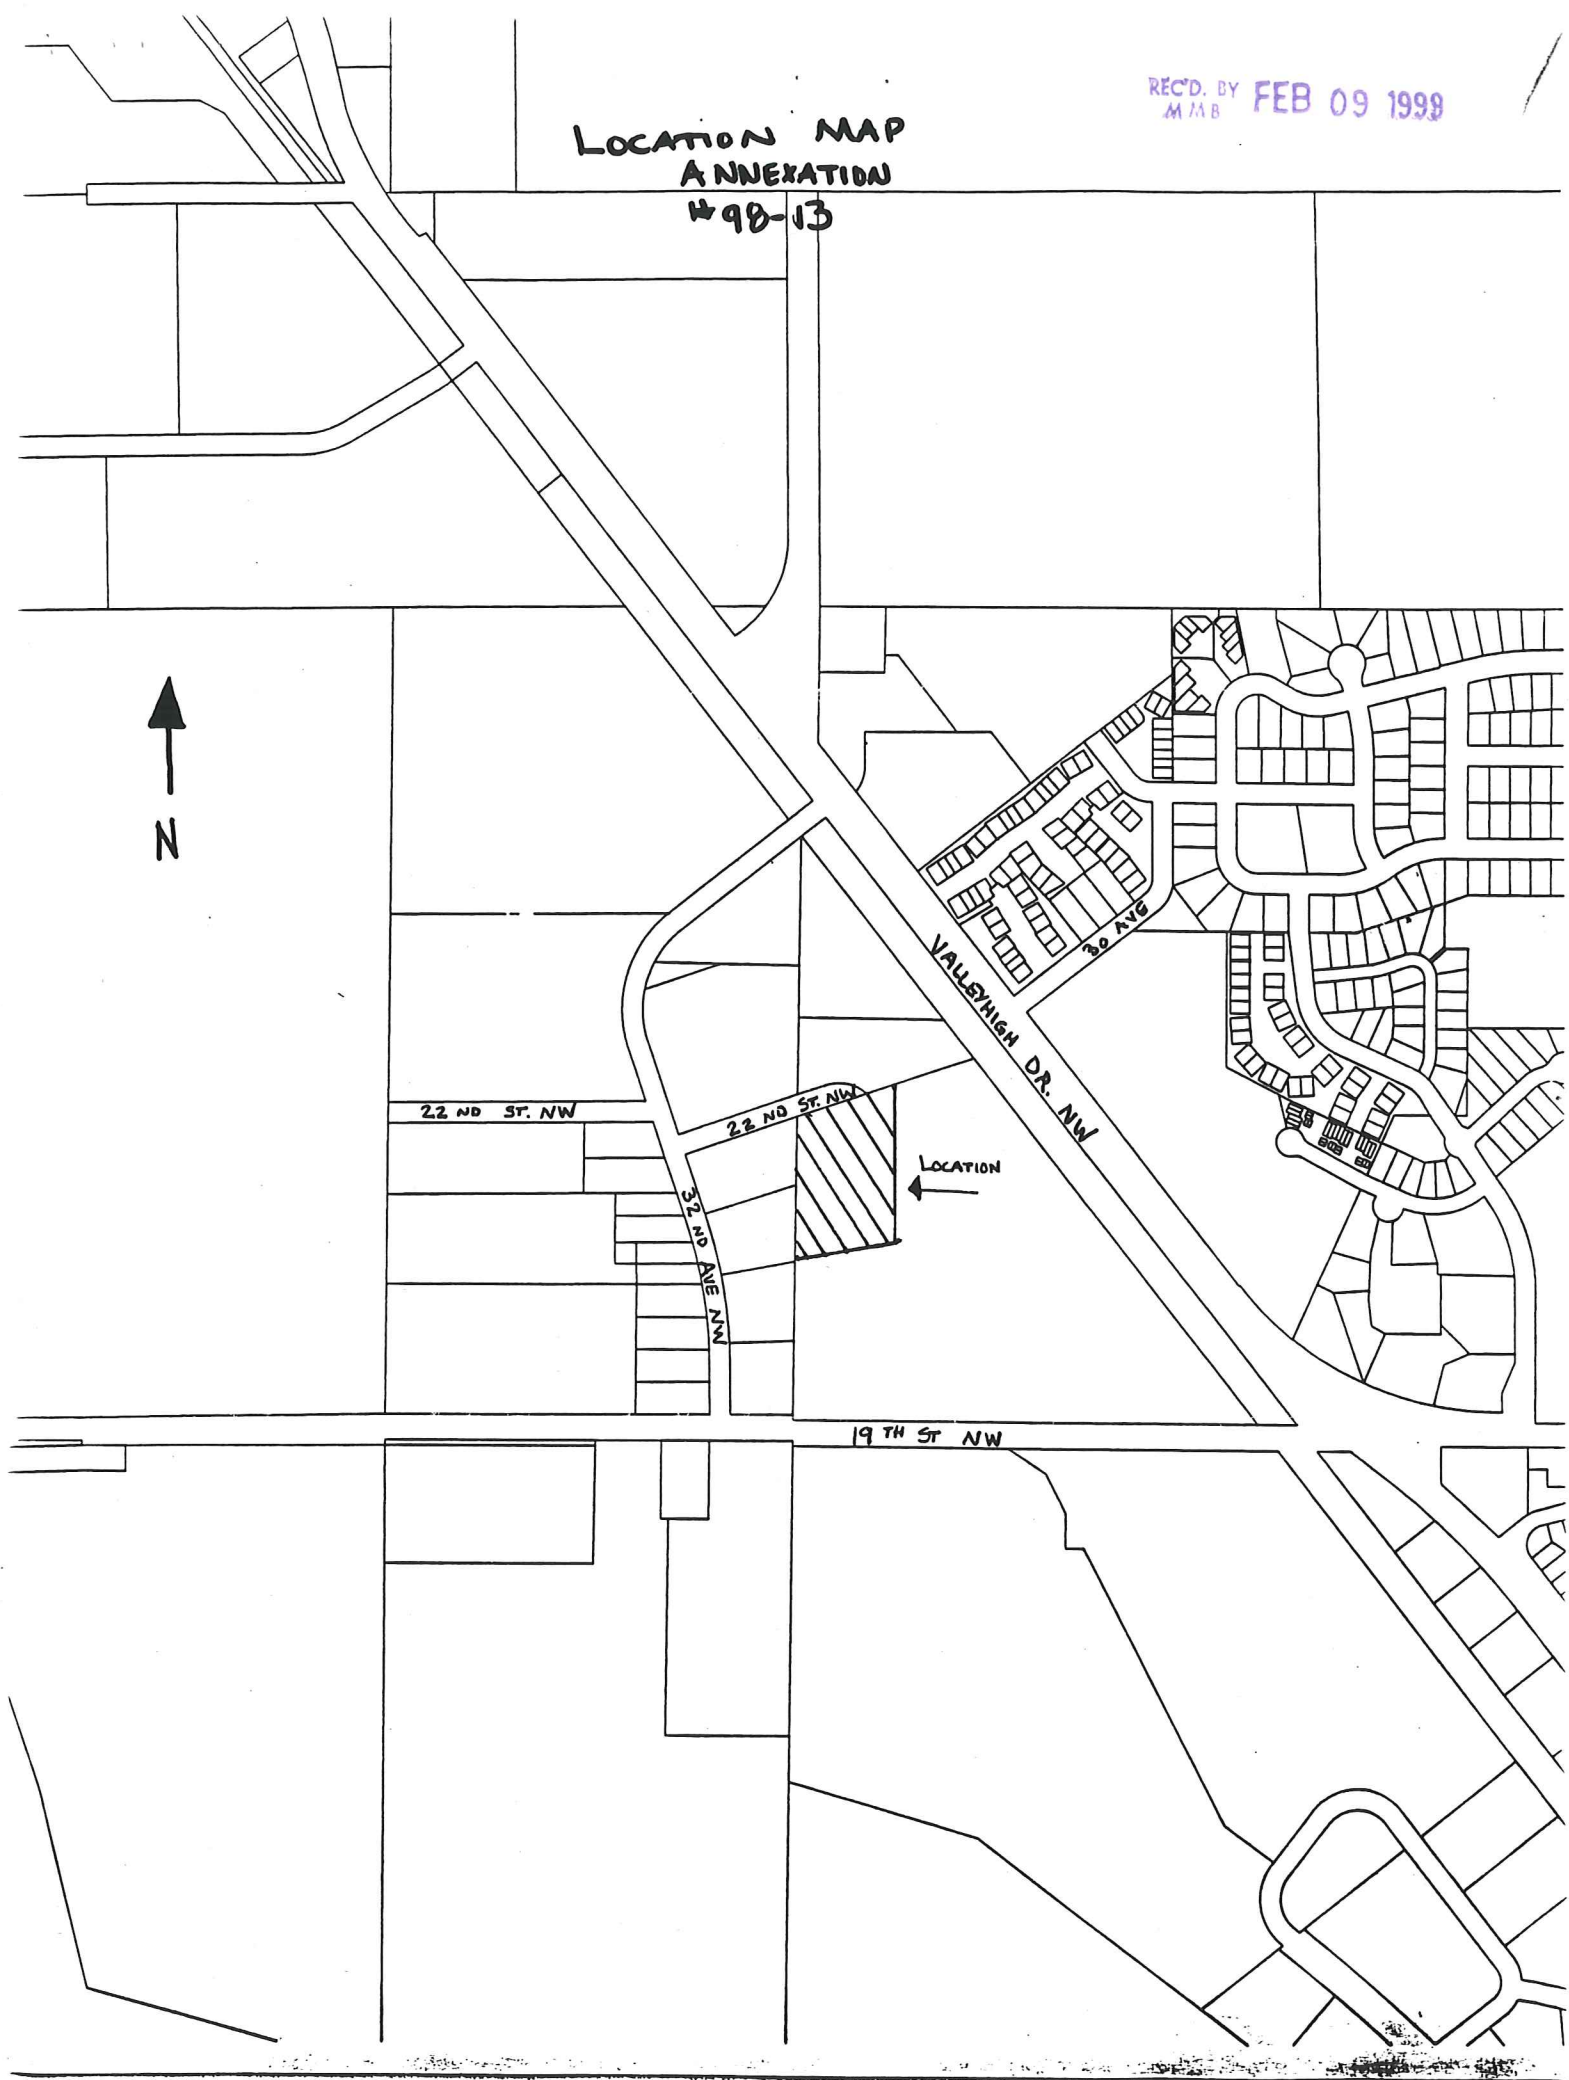 REC'D. BY FEB 09 1999
MMB
LOCATION MAP
ANNEXATION
#98-13
N
30 AVE
VALLEYHIGH DR. NW
22 ND ST. NW
22 ND ST. NW
LOCATION
32 ND AVE NW
19 TH ST NW